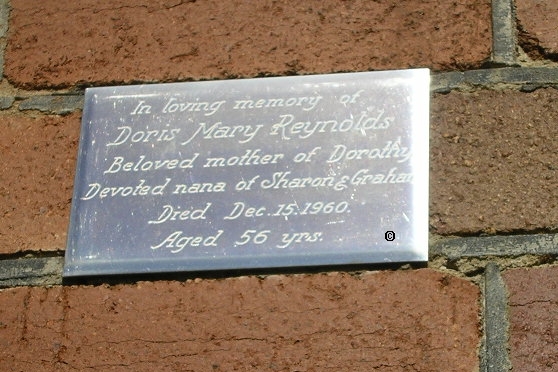 In loving memory of
Doris Mary Reynolds
Beloved mother of Dorothy
Devoted nana of Sharon & Graham
Died Dec. 15. 1960.
Aged 56 yrs.
©